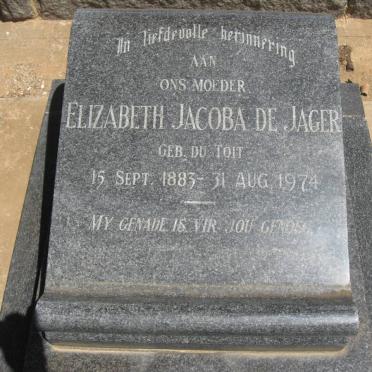 In liefdevolle herinnering
AAN
ONS MOEDER
ELIZABETH JACOBA DE JAGER
GEB. DU TOIT
15 SEPT. 1883 - 31 AUG. 1974
MY GENADE IS VIR JOU GENOEG.